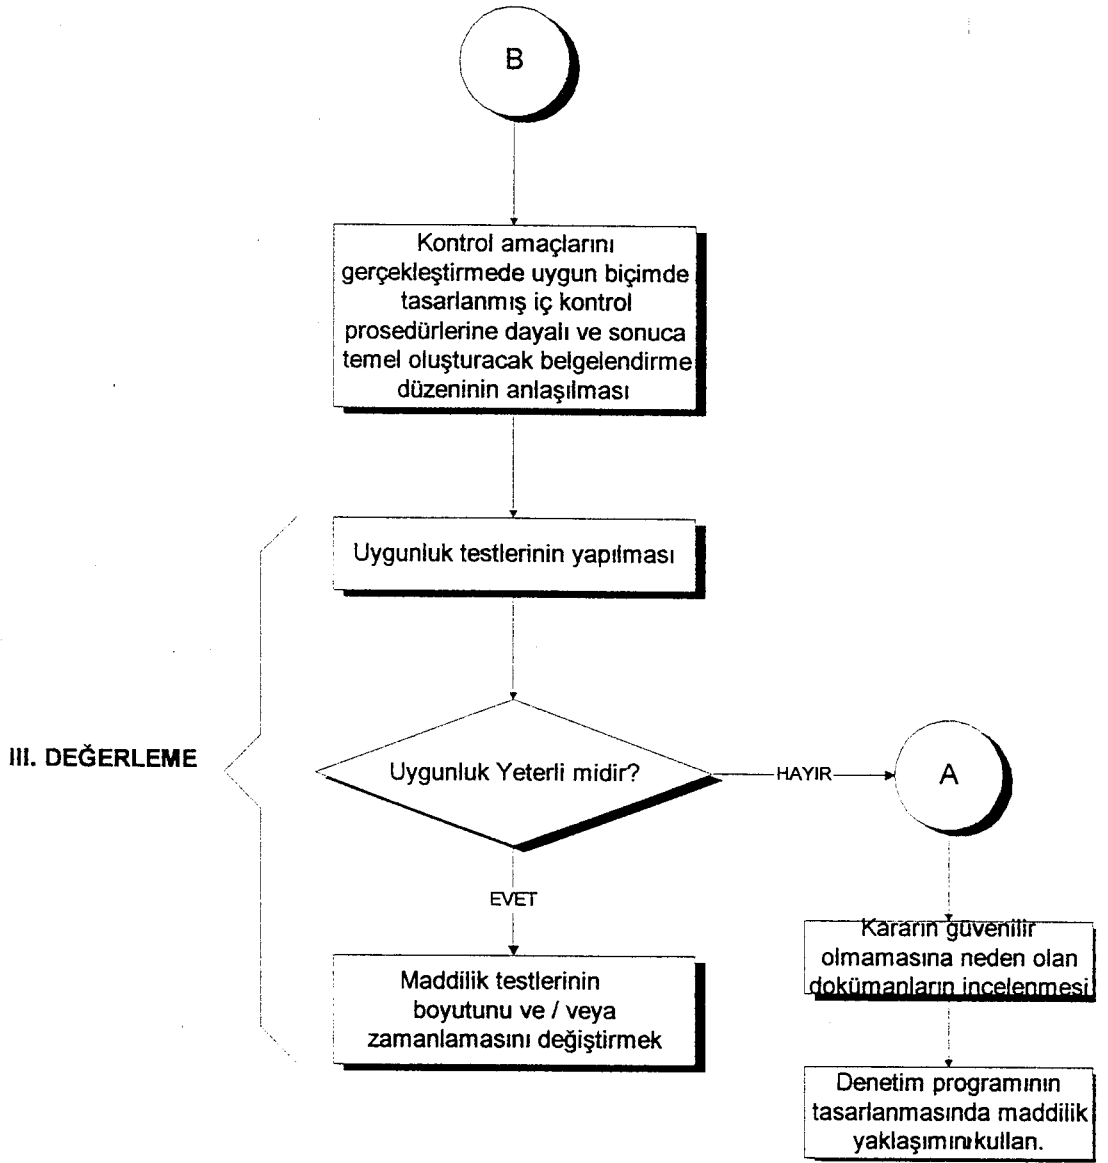 B
Kontrol amaçlarını
gerçekleştirmede uygun biçimde
tasarlanmış iç kontrol
prosedürlerine dayalı ve sonuca
temel oluşturacak belgelendirme
düzeninin anlaşılması
Uygunluk testlerinin yapılması
III. DEĞERLEME
Uygunluk Yeterli midir?
HAYIR
A
EVET
Maddilik testlerinin
boyutunu ve / veya
zamanlamasını değiştirmek
Kararın güvenilir
olmamasına neden olan
dokümanların incelenmesi
Denetim programının
tasarlanmasında maddilik
yaklaşımını kullan.